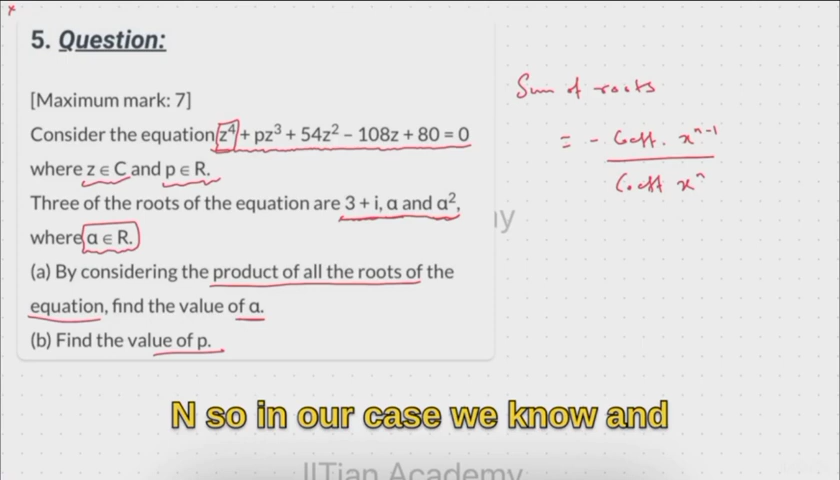 5. Question:
[Maximum mark: 7]
Consider the equation z⁴ + pz³ + 54z² − 108z + 80 = 0
where z ∈ C and p ∈ R.
Three of the roots of the equation are 3 + i, α and α²,
where α ∈ R.
(a) By considering the product of all the roots of the
equation, find the value of α.
(b) Find the value of p.
Sum of roots
= − Coeff. xⁿ⁻¹
Coeff xⁿ
N so in our case we know and
IITian Academy